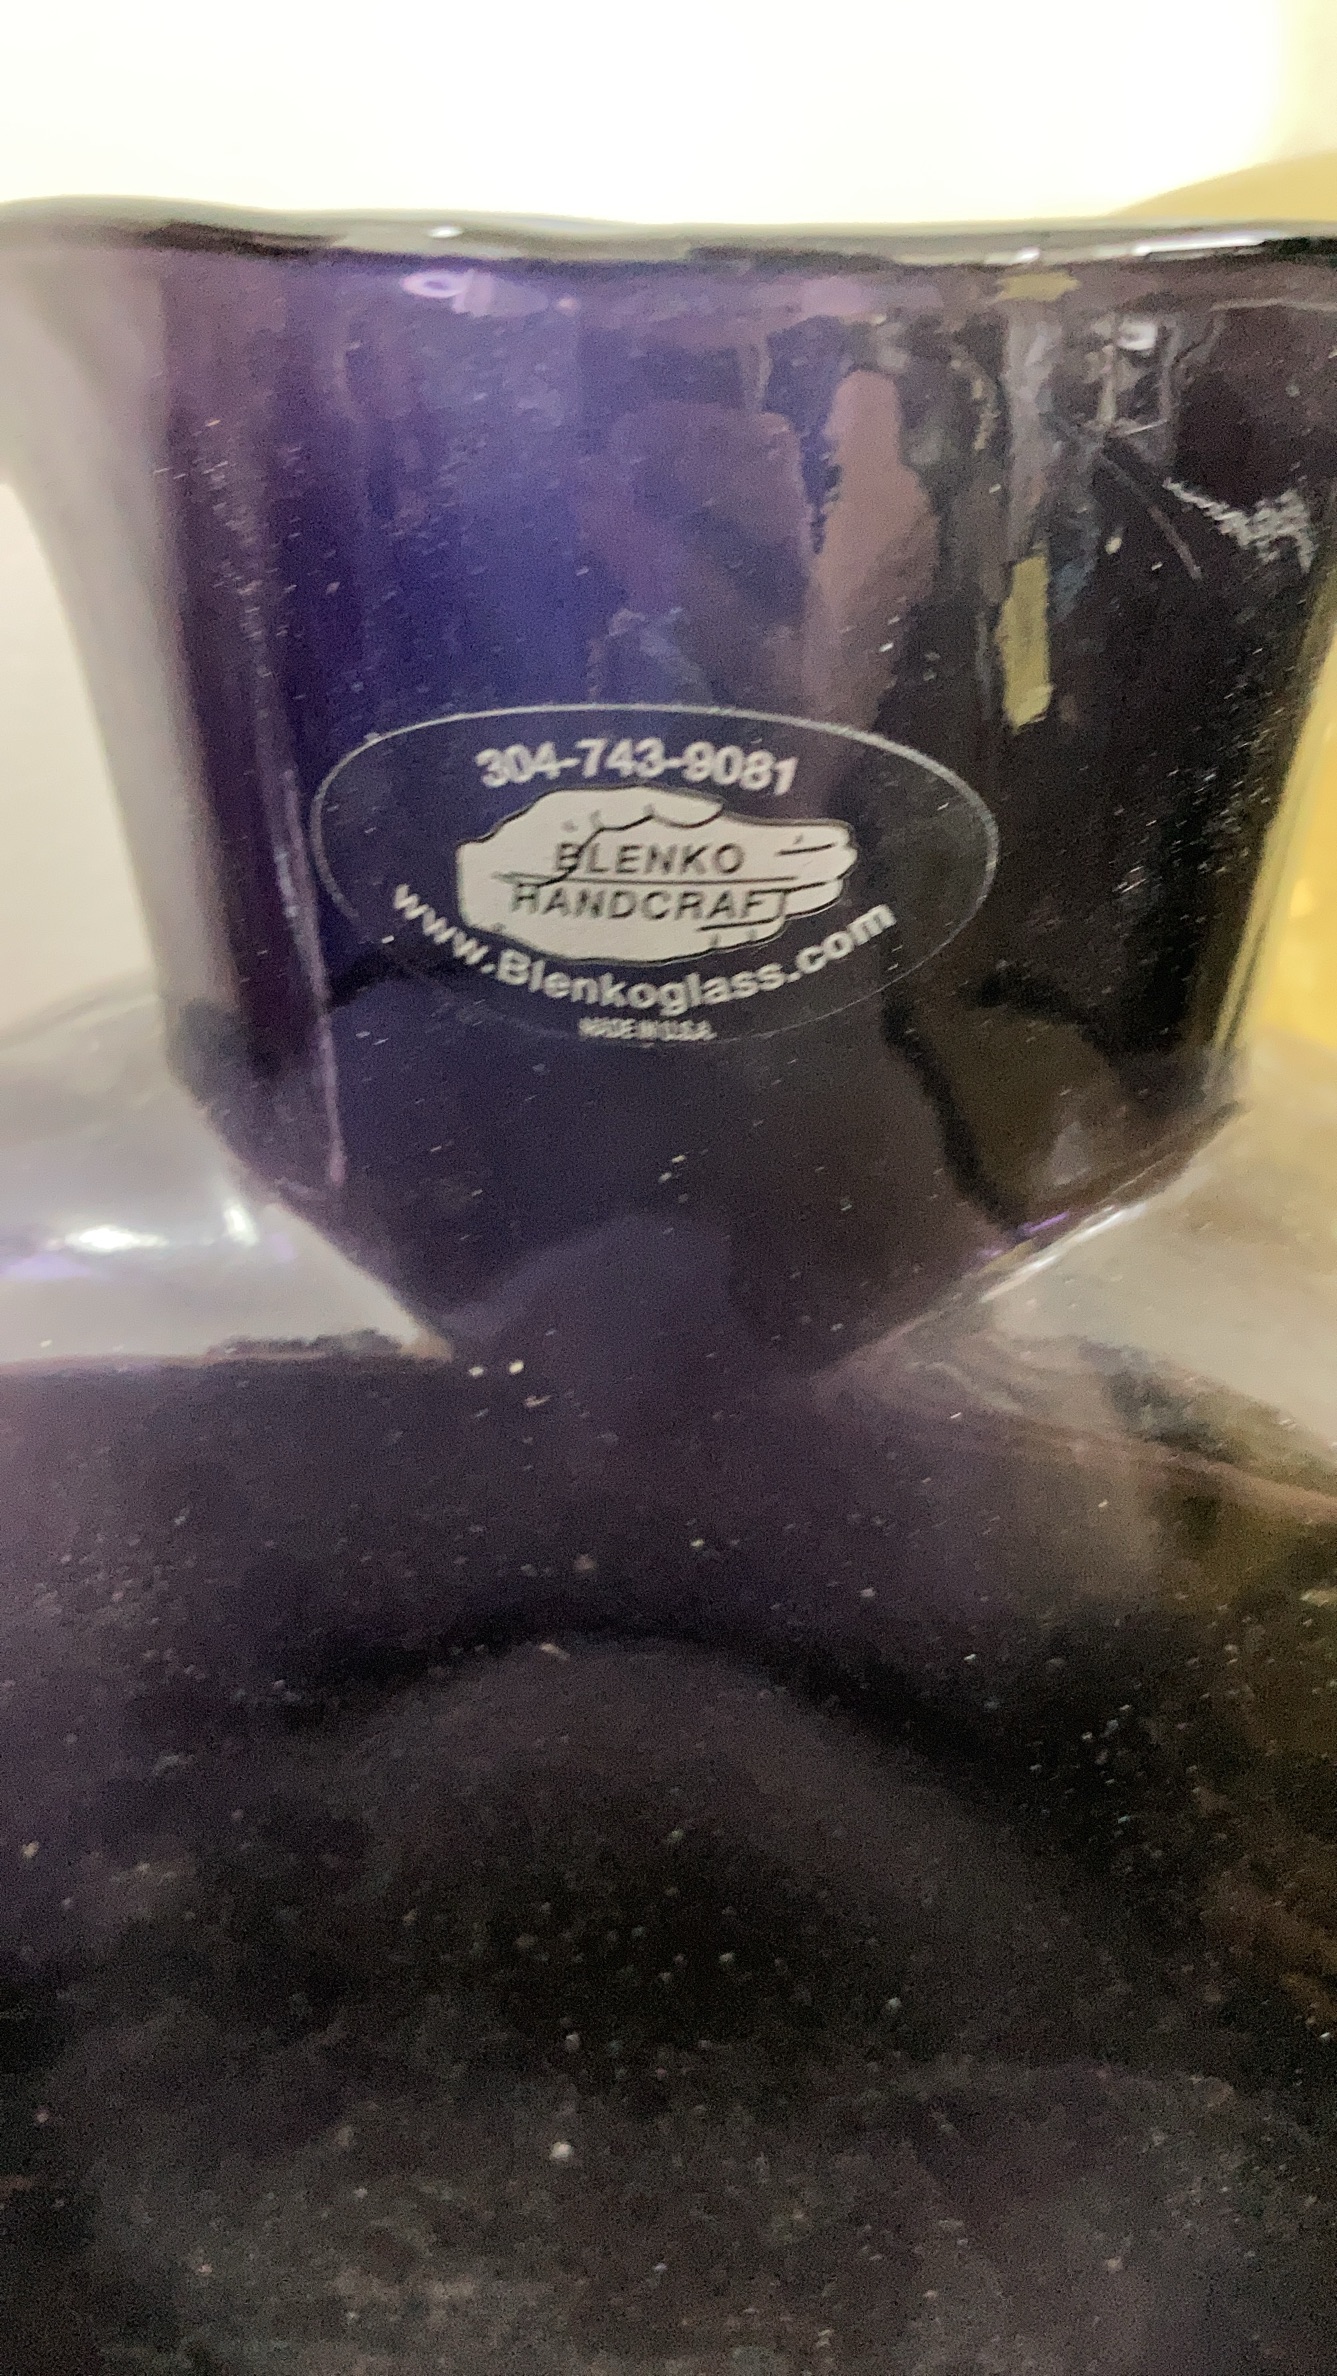 304-743-9081
BLENKO
HANDCRAFT
www.Blenkoglass.com
MADE IN U.S.A.